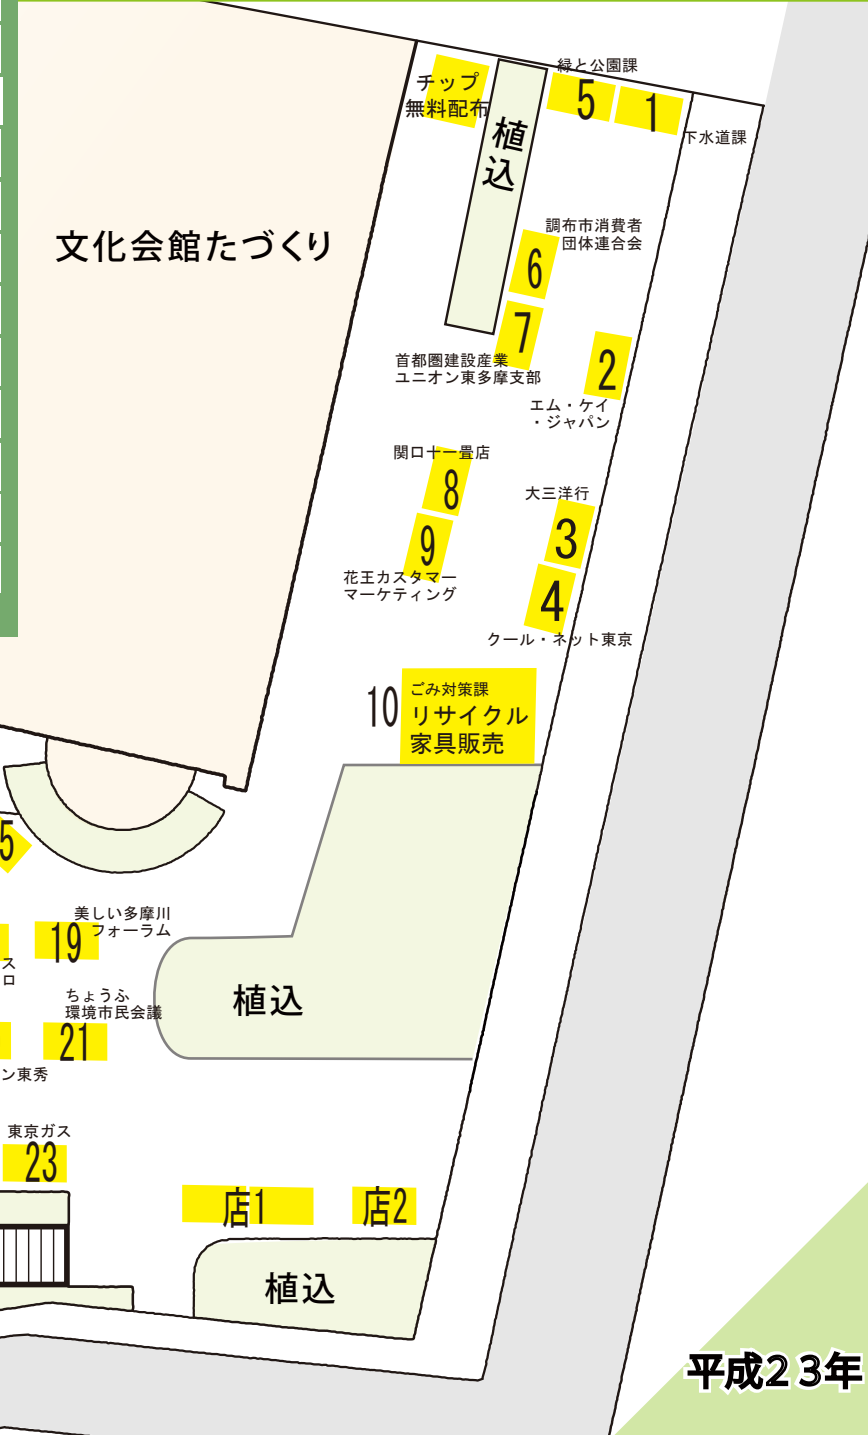 緑と公園課
チップ
無料配布
5
1
下水道課
植込
文化会館たづくり
調布市消費者
団体連合会
6
7
首都圏建設産業
ユニオン東多摩支部
2
エム・ケイ
・ジャパン
関口十一畳店
8
大三洋行
3
9
花王カスタマー
マーケティング
4
クール・ネット東京
10
ごみ対策課
リサイクル
家具販売
5
美しい多摩川
フォーラム
19
ス
ロ
ちょうふ
環境市民会議
21
植込
ン東秀
東京ガス
23
店1
店2
植込
平成23年